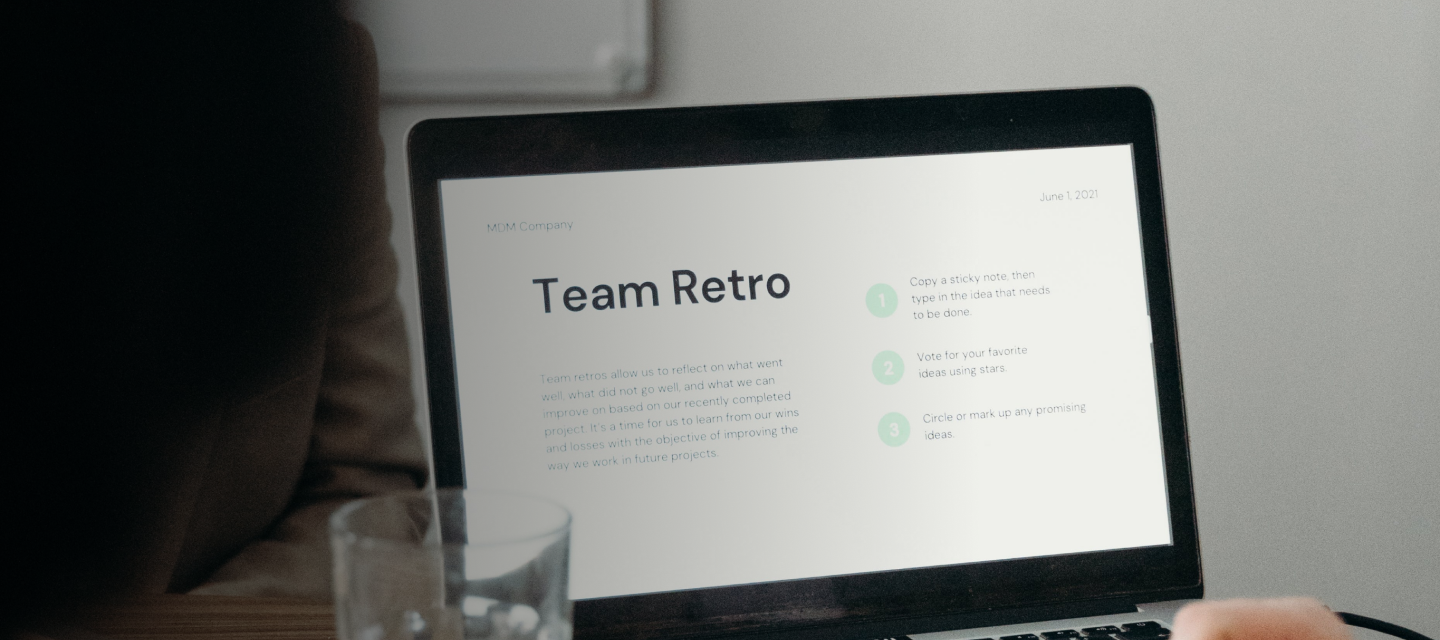 MDM Company
June 1, 2021
Team Retro
Team retros allow us to reflect on what went
well, what did not go well, and what we can
improve on based on our recently completed
project. It's a time for us to learn from our wins
and losses with the objective of improving the
way we work in future projects.
1
Copy a sticky note, then
type in the idea that needs
to be done.
2
Vote for your favorite
ideas using stars.
3
Circle or mark up any promising
ideas.